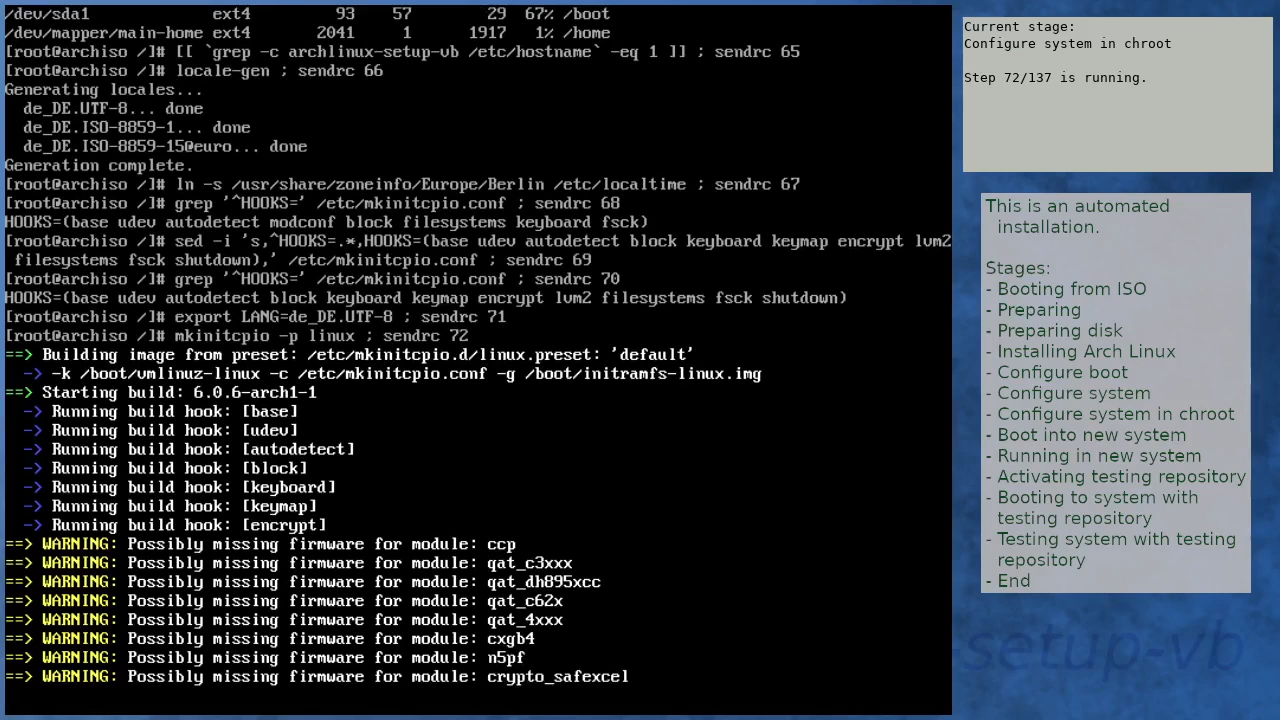 /dev/sda1             ext4         93    57        29  67% /boot
/dev/mapper/main-home ext4       2041     1      1917   1% /home
[root@archiso /]# [[ `grep -c archlinux-setup-vb /etc/hostname` -eq 1 ]] ; sendrc 65
[root@archiso /]# locale-gen ; sendrc 66
Generating locales...
  de_DE.UTF-8... done
  de_DE.ISO-8859-1... done
  de_DE.ISO-8859-15@euro... done
Generation complete.
[root@archiso /]# ln -s /usr/share/zoneinfo/Europe/Berlin /etc/localtime ; sendrc 67
[root@archiso /]# grep '^HOOKS=' /etc/mkinitcpio.conf ; sendrc 68
HOOKS=(base udev autodetect modconf block filesystems keyboard fsck)
[root@archiso /]# sed -i 's,^HOOKS=.*,HOOKS=(base udev autodetect block keyboard keymap encrypt lvm2
 filesystems fsck shutdown),' /etc/mkinitcpio.conf ; sendrc 69
[root@archiso /]# grep '^HOOKS=' /etc/mkinitcpio.conf ; sendrc 70
HOOKS=(base udev autodetect block keyboard keymap encrypt lvm2 filesystems fsck shutdown)
[root@archiso /]# export LANG=de_DE.UTF-8 ; sendrc 71
[root@archiso /]# mkinitcpio -p linux ; sendrc 72
==> Building image from preset: /etc/mkinitcpio.d/linux.preset: 'default'
  -> -k /boot/vmlinuz-linux -c /etc/mkinitcpio.conf -g /boot/initramfs-linux.img
==> Starting build: 6.0.6-arch1-1
  -> Running build hook: [base]
  -> Running build hook: [udev]
  -> Running build hook: [autodetect]
  -> Running build hook: [block]
  -> Running build hook: [keyboard]
  -> Running build hook: [keymap]
  -> Running build hook: [encrypt]
==> WARNING: Possibly missing firmware for module: ccp
==> WARNING: Possibly missing firmware for module: qat_c3xxx
==> WARNING: Possibly missing firmware for module: qat_dh895xcc
==> WARNING: Possibly missing firmware for module: qat_c62x
==> WARNING: Possibly missing firmware for module: qat_4xxx
==> WARNING: Possibly missing firmware for module: cxgb4
==> WARNING: Possibly missing firmware for module: n5pf
==> WARNING: Possibly missing firmware for module: crypto_safexcel
Current stage:
Configure system in chroot
Step 72/137 is running.
This is an automated
installation.
Stages:
- Booting from ISO
- Preparing
- Preparing disk
- Installing Arch Linux
- Configure boot
- Configure system
- Configure system in chroot
- Boot into new system
- Running in new system
- Activating testing repository
- Booting to system with
testing repository
- Testing system with testing
repository
- End
-setup-vb